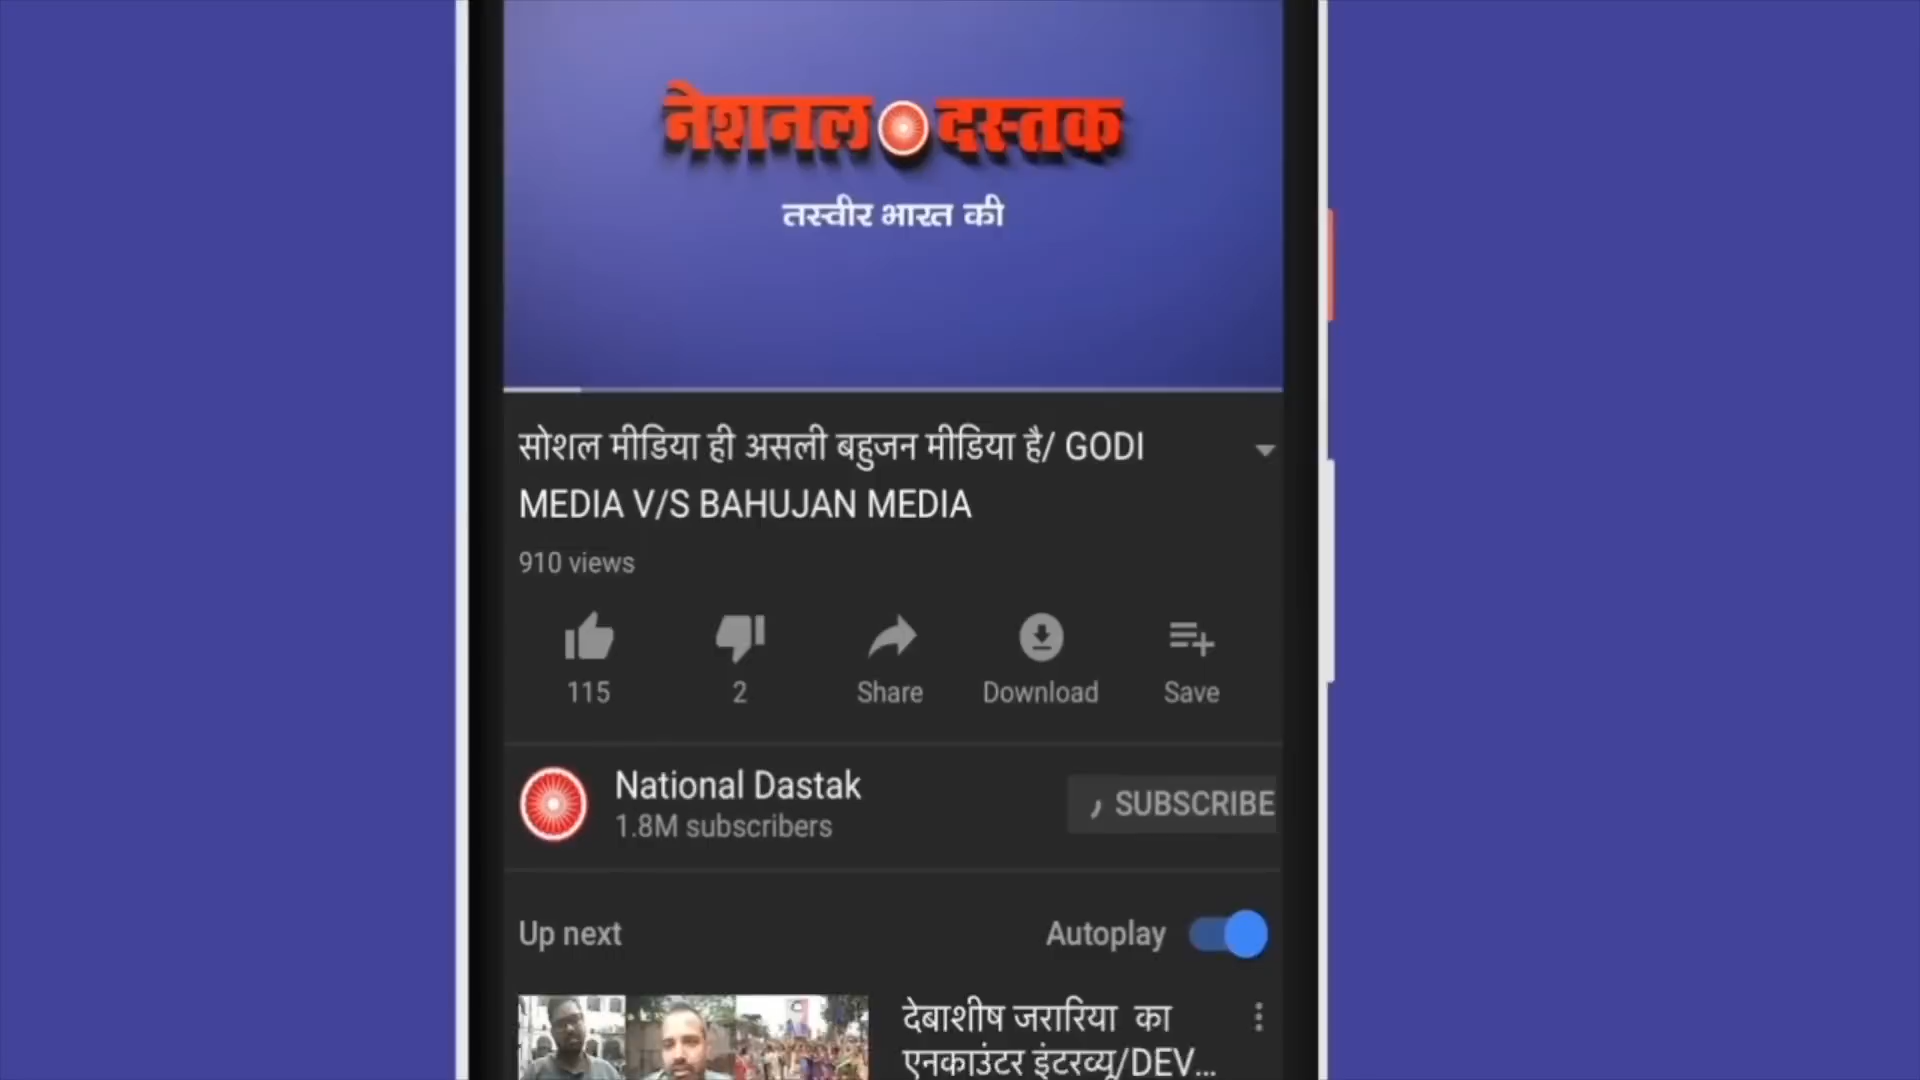 नेशनल दस्तक
तस्वीर भारत की
सोशल मीडिया ही असली बहुजन मीडिया है/ GODI
MEDIA V/S BAHUJAN MEDIA
910 views
115
2
Share
Download
Save
National Dastak
SUBSCRIBE
1.8M subscribers
Up next
Autoplay
देबाशीष जरारिया का
एनकाउंटर इंटरव्यू/DEV...